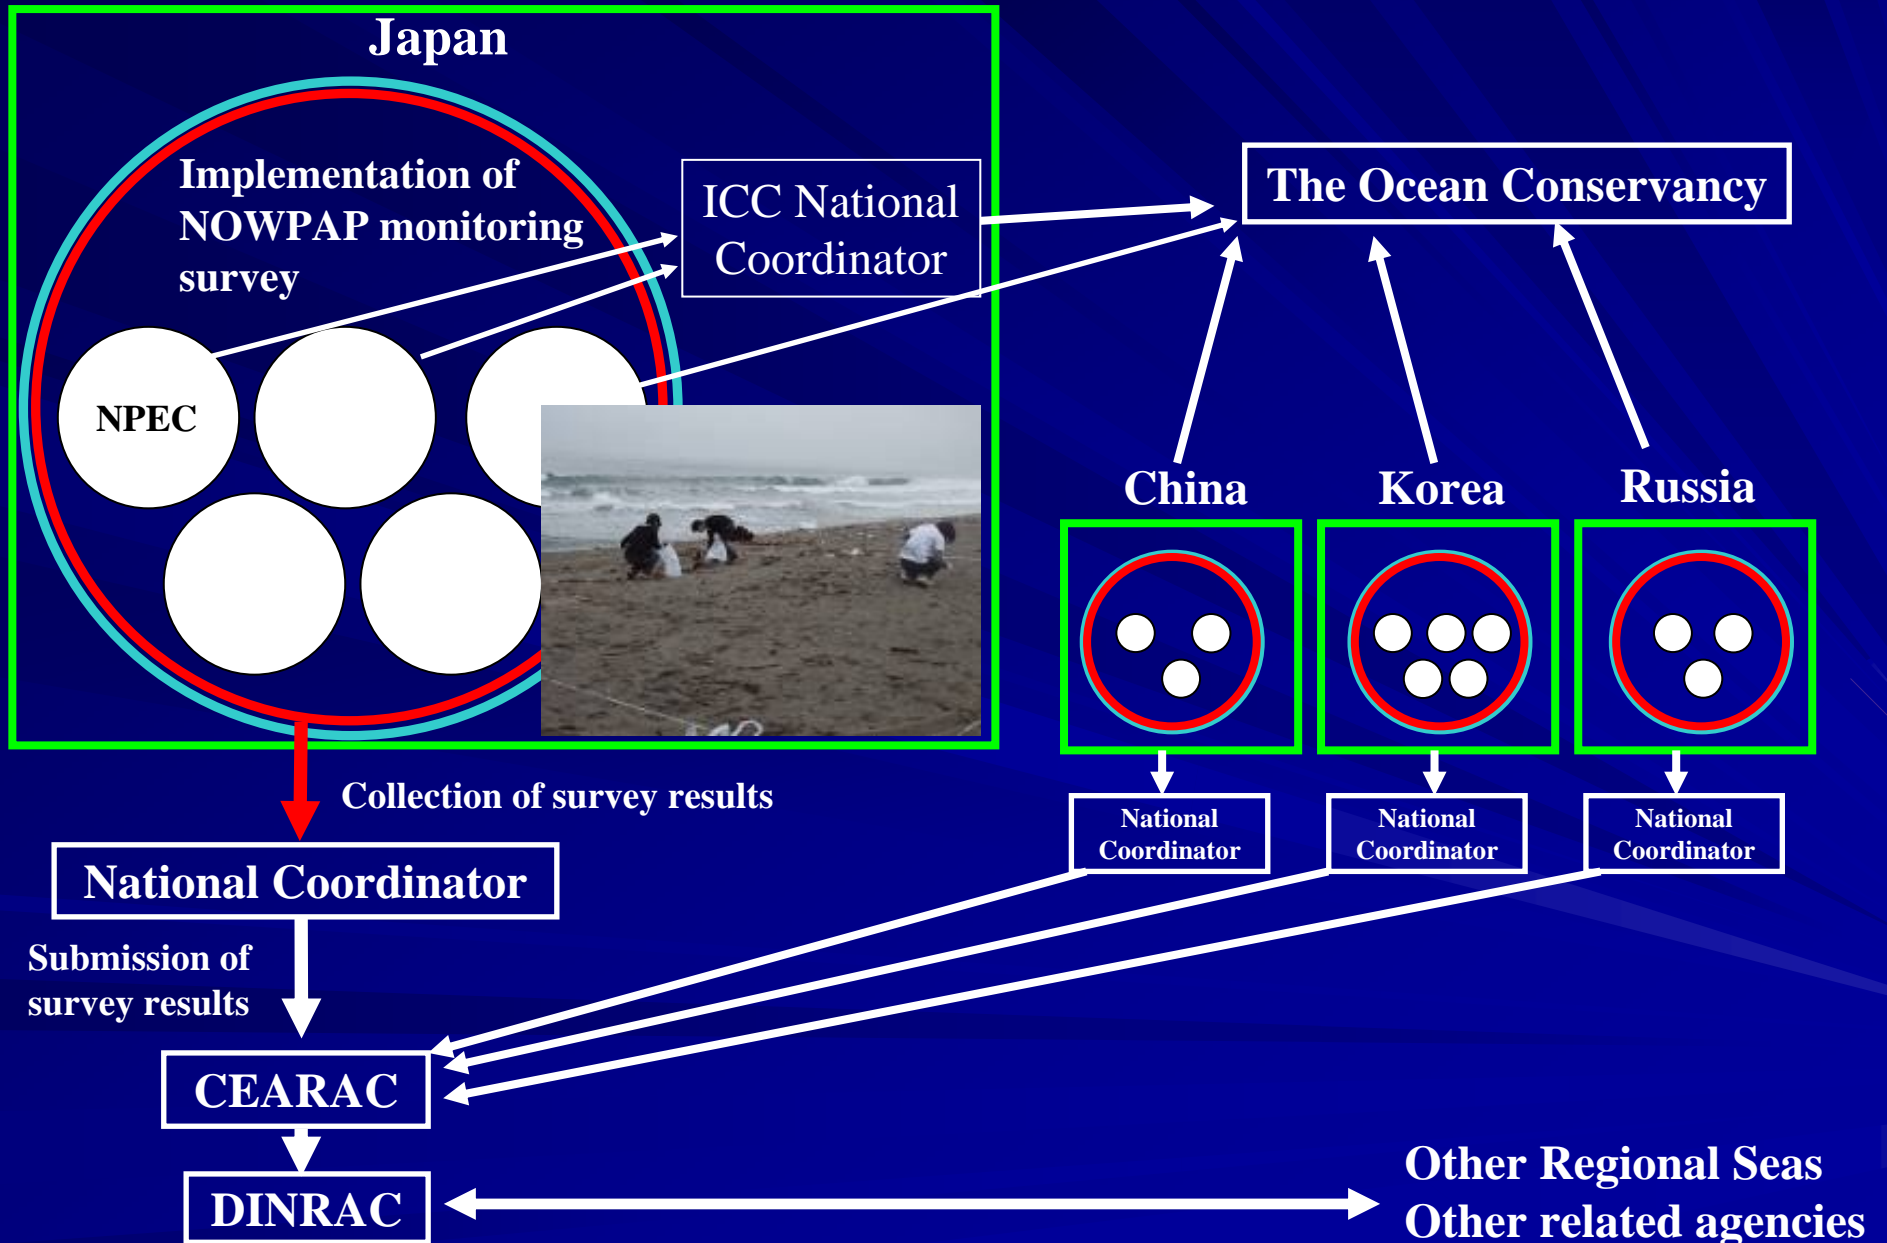 Japan
Implementation of
NOWPAP monitoring
survey
ICC National
Coordinator
The Ocean Conservancy
NPEC
China
Korea
Russia
Collection of survey results
National
Coordinator
National
Coordinator
National
Coordinator
National Coordinator
Submission of
survey results
CEARAC
DINRAC
Other Regional Seas
Other related agencies